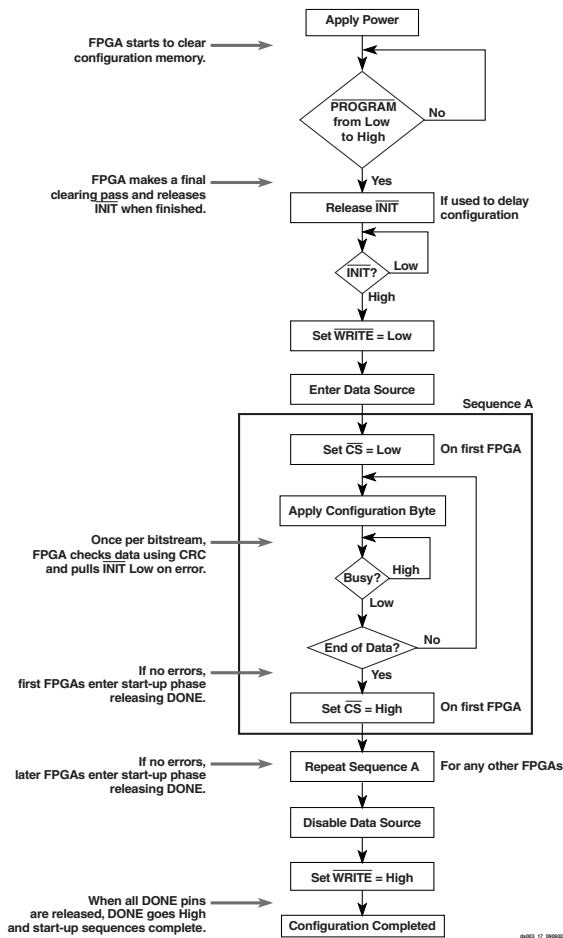 Apply Power
FPGA starts to clear
configuration memory.
PROGRAM
from Low
to High
No
Yes
FPGA makes a final
clearing pass and releases
INIT when finished.
Release INIT
If used to delay
configuration
INIT?
Low
High
Set WRITE = Low
Enter Data Source
Sequence A
Set CS = Low
On first FPGA
Apply Configuration Byte
Once per bitstream,
FPGA checks data using CRC
and pulls INIT Low on error.
Busy?
High
Low
End of Data?
No
Yes
If no errors,
first FPGAs enter start-up phase
releasing DONE.
Set CS = High
On first FPGA
If no errors,
later FPGAs enter start-up phase
releasing DONE.
Repeat Sequence A
For any other FPGAs
Disable Data Source
Set WRITE = High
When all DONE pins
are released, DONE goes High
and start-up sequences complete.
Configuration Completed
ds003_17_090602